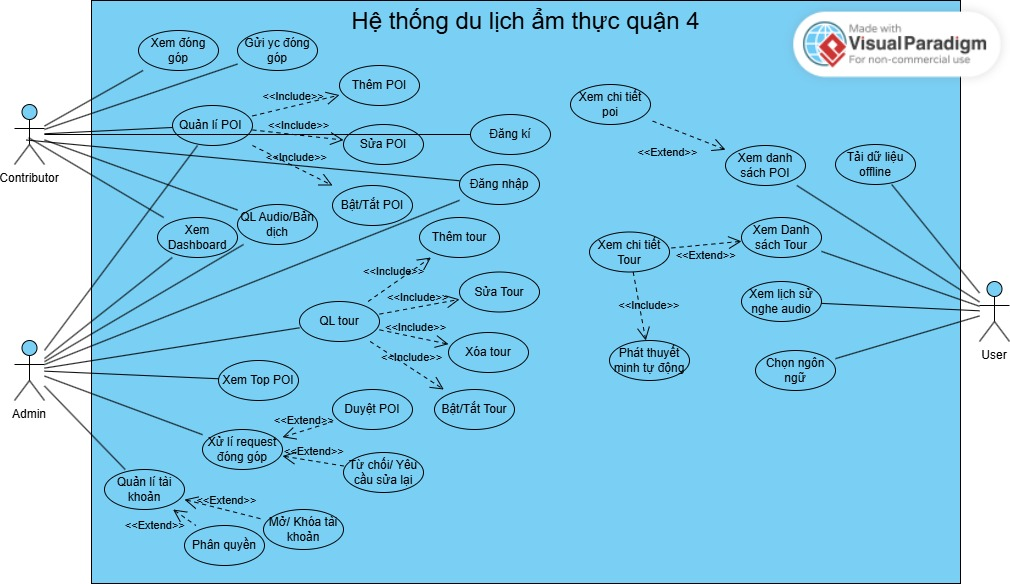 Hệ thống du lịch ẩm thực quận 4
Made with
Visual Paradigm
For non-commercial use
Xem đóng
góp
Gửi yc đóng
góp
Thêm POI
<<Include>>
Quản lí POI
<<Include>>
Sửa POI
<<Include>>
Bật/Tắt POI
Đăng kí
Đăng nhập
Contributor
Xem
Dashboard
QL Audio/Bản
dịch
Thêm tour
<<Include>>
Sửa Tour
<<Include>>
QL tour
<<Include>>
Xóa tour
<<Include>>
Bật/Tắt Tour
Admin
Xem Top POI
Duyệt POI
<<Extend>>
Xử lí request
đóng góp
<<Extend>>
Từ chối/ Yêu
cầu sửa lại
Quản lí tài
khoản
<<Extend>>
<<Extend>>
Mở/ Khóa tài
khoản
Phân quyền
Xem chi tiết
poi
<<Extend>>
Xem danh
sách POI
Tải dữ liệu
offline
Xem chi tiết
Tour
<<Extend>>
Xem Danh
sách Tour
<<Include>>
Xem lịch sử
nghe audio
Phát thuyết
minh tự động
Chọn ngôn
ngữ
User